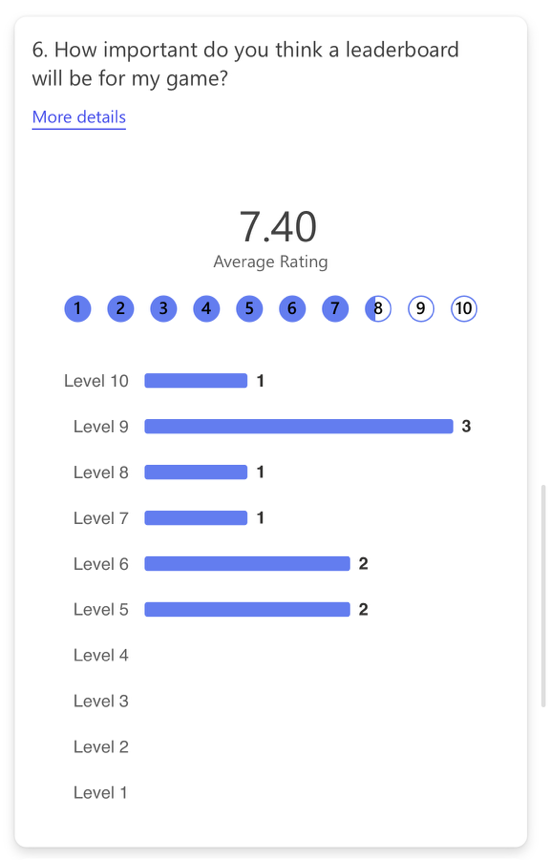 6. How important do you think a leaderboard
will be for my game?
More details
7.40
Average Rating
1 2 3 4 5 6 7 8 9 10
Level 10 1
Level 9 3
Level 8 1
Level 7 1
Level 6 2
Level 5 2
Level 4
Level 3
Level 2
Level 1